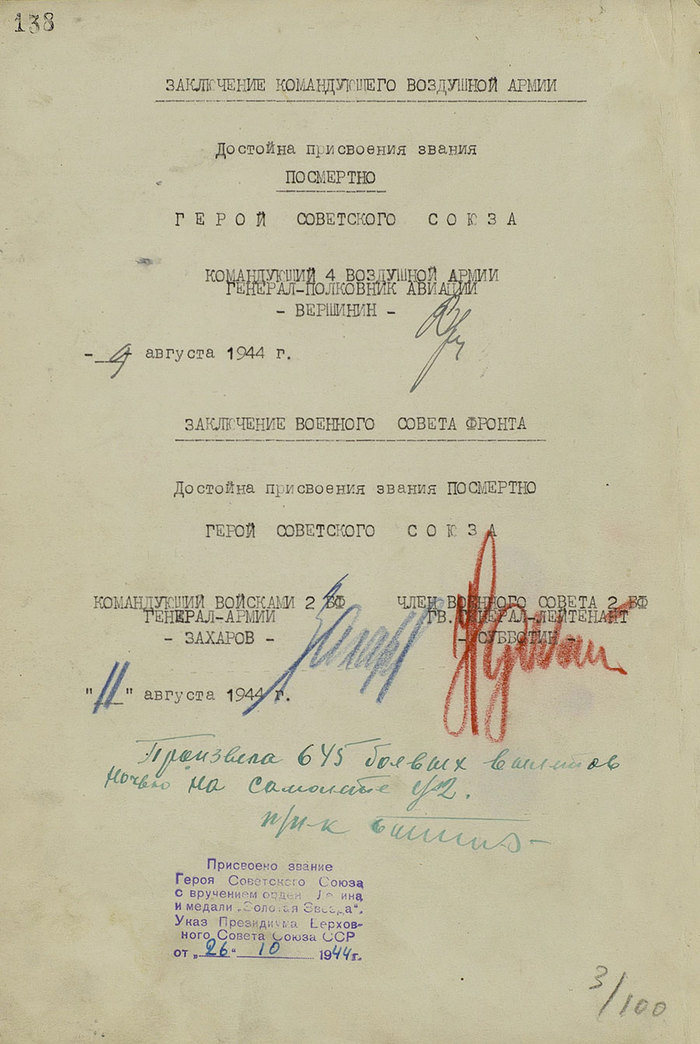 138
ЗАКЛЮЧЕНИЕ КОМАНДУЮЩЕГО ВОЗДУШНОЙ АРМИИ
Достойна присвоения звания
ПОСМЕРТНО
ГЕРОЙ СОВЕТСКОГО СОЮЗА
КОМАНДУЮЩИЙ 4 ВОЗДУШНОЙ АРМИИ
ГЕНЕРАЛ-ПОЛКОВНИК АВИАЦИИ
- ВЕРШИНИН -
- 9 августа 1944 г.
ЗАКЛЮЧЕНИЕ ВОЕННОГО СОВЕТА ФРОНТА
Достойна присвоения звания ПОСМЕРТНО
ГЕРОЙ СОВЕТСКОГО СОЮЗА
КОМАНДУЮЩИЙ ВОЙСКАМИ 2 БФ
ГЕНЕРАЛ-АРМИИ
- ЗАХАРОВ -
ЧЛЕН ВОЕННОГО СОВЕТА 2 БФ
ГВ. ГЕНЕРАЛ-ЛЕЙТЕНАНТ
- СУББОТИН -
"11" августа 1944 г.
Произвела 645 боевых вылетов
ночью на самолете У-2.
Присвоено звание
Героя Советского Союза
с вручением орден Ленина
и медали „Золотая Звезда".
Указ Президиума Верхов-
ного Совета Союза ССР
от „26" 10 1944 г.
3/100